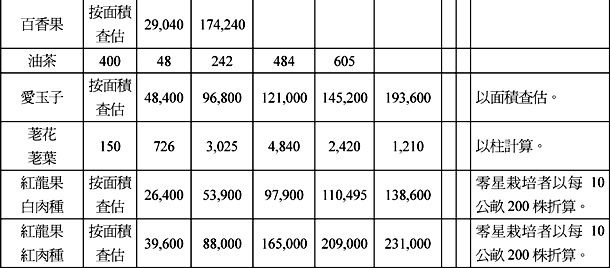 百香果 按面積查估 29,040 174,240
油茶 400 48 242 484 605
愛玉子 按面積查估 48,400 96,800 121,000 145,200 193,600 以面積查估。
荖花 荖葉 150 726 3,025 4,840 2,420 1,210 以柱計算。
紅龍果 白肉種 按面積查估 26,400 53,900 97,900 110,495 138,600 零星栽培者以每 10 公畝 200 株折算。
紅龍果 紅肉種 按面積查估 39,600 88,000 165,000 209,000 231,000 零星栽培者以每 10 公畝 200 株折算。